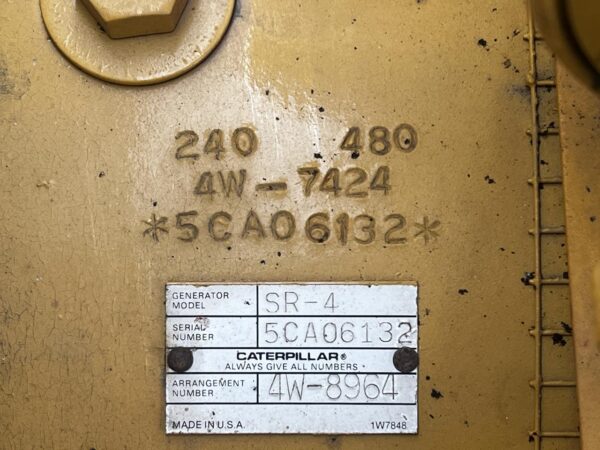 240 480
4W-7424
*5CA06132*
GENERATOR MODEL SR-4
SERIAL NUMBER 5CA06132
CATERPILLAR®
ALWAYS GIVE ALL NUMBERS
ARRANGEMENT NUMBER 4W-8964
MADE IN U.S.A. 1W7848